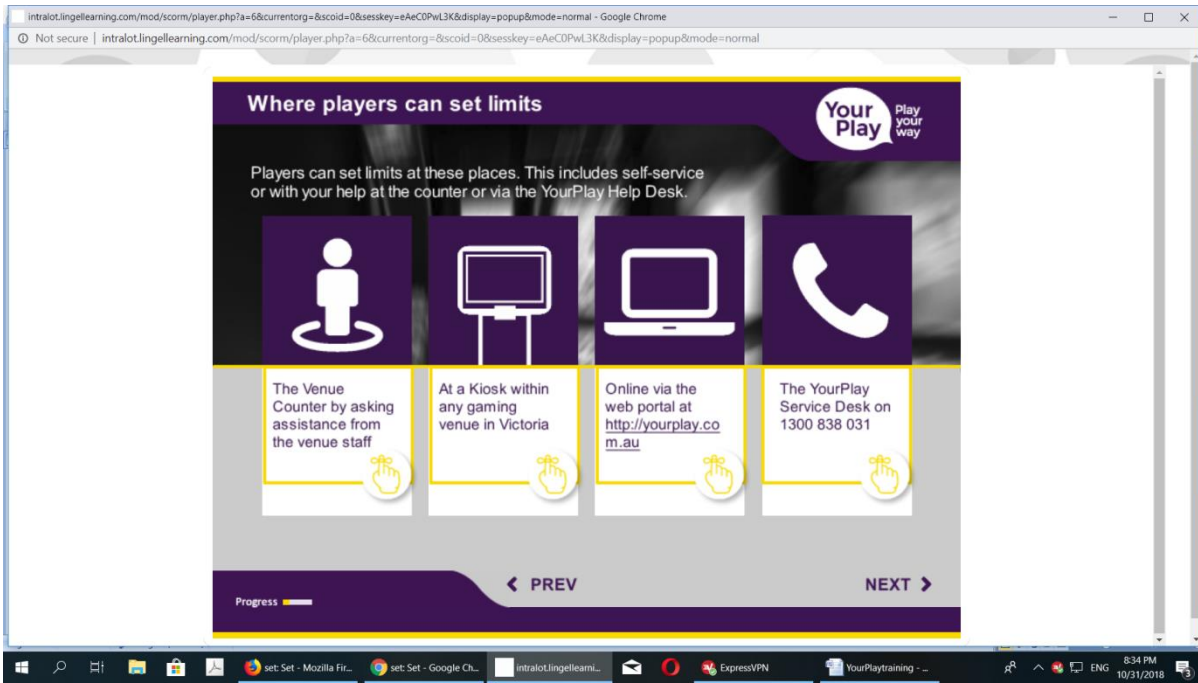 intralot.lingellearning.com/mod/scorm/player.php?a=6&currentorg=&scoid=0&sesskey=eAeC0PwL3K&display=popup&mode=normal - Google Chrome
Not secure | intralot.lingellearning.com/mod/scorm/player.php?a=6&currentorg=&scoid=0&sesskey=eAeC0PwL3K&display=popup&mode=normal
Where players can set limits
Your Play
Play your way
Players can set limits at these places. This includes self-service
or with your help at the counter or via the YourPlay Help Desk.
The Venue
Counter by asking
assistance from
the venue staff
At a Kiosk within
any gaming
venue in Victoria
Online via the
web portal at
http://yourplay.co
m.au
The YourPlay
Service Desk on
1300 838 031
PREV
NEXT
Progress
set: Set - Mozilla Fir...
set: Set - Google Ch...
intralot.lingellearni...
ExpressVPN
YourPlaytraining - ...
ENG
8:34 PM
10/31/2018
3